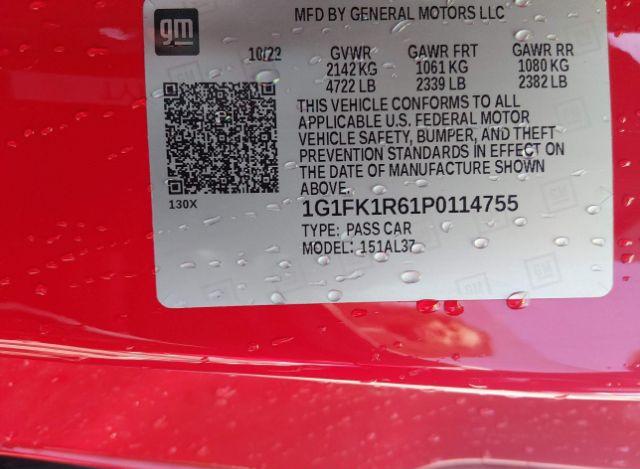 gm
MFD BY GENERAL MOTORS LLC
10/22 GVWR GAWR FRT GAWR RR
2142 KG 1061 KG 1080 KG
4722 LB 2339 LB 2382 LB
THIS VEHICLE CONFORMS TO ALL
APPLICABLE U.S. FEDERAL MOTOR
VEHICLE SAFETY, BUMPER, AND THEFT
PREVENTION STANDARDS IN EFFECT ON
THE DATE OF MANUFACTURE SHOWN
ABOVE.
130X
1G1FK1R61P0114755
TYPE: PASS CAR
MODEL: 151AL37